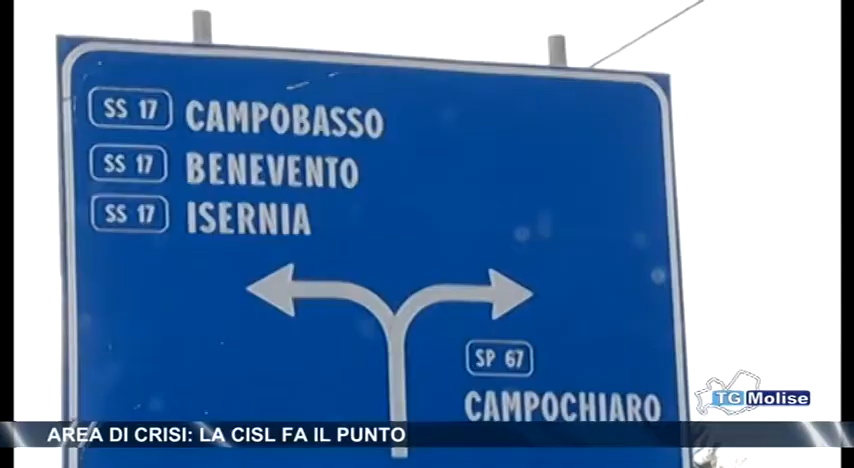 SS 17 CAMPOBASSO
SS 17 BENEVENTO
SS 17 ISERNIA
SP 67
CAMPOCHIARO
TG Molise
AREA DI CRISI: LA CISL FA IL PUNTO